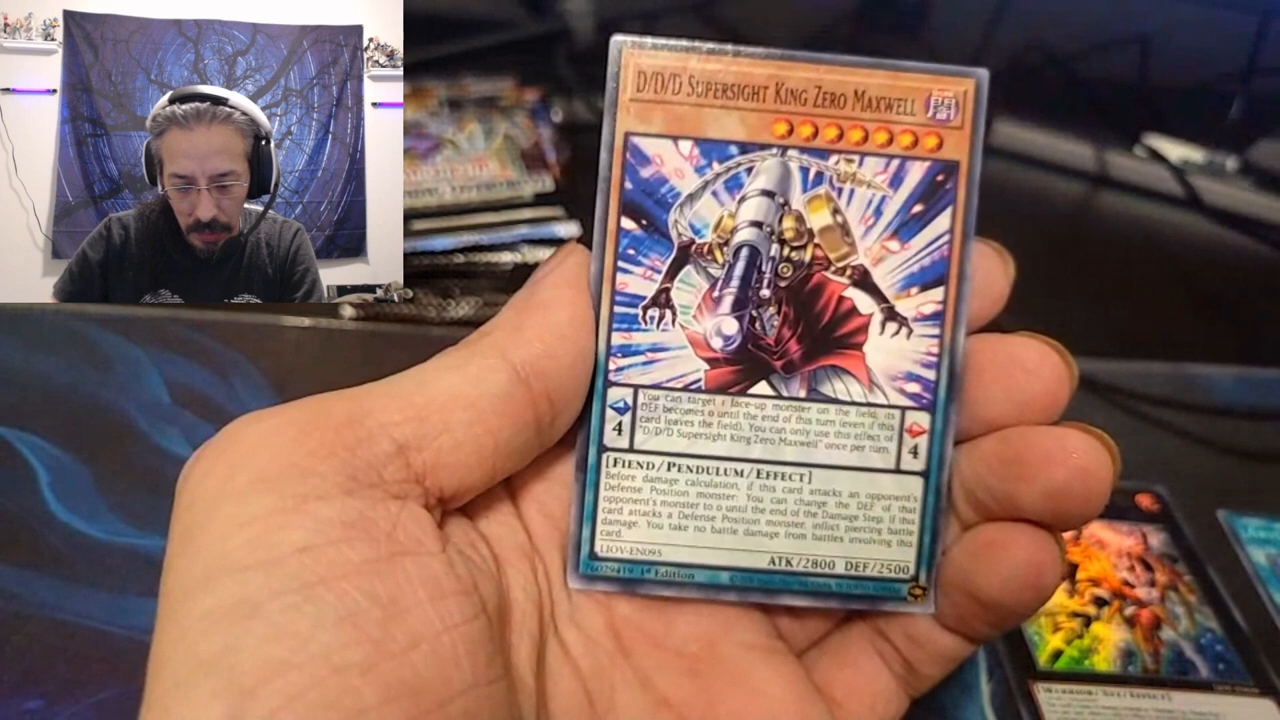 D/D/D Supersight King Zero Maxwell
You can target 1 face-up monster on the field; its
DEF becomes 0 until the end of this turn (even if this
card leaves the field). You can only use this effect of
"D/D/D Supersight King Zero Maxwell" once per turn.
4
4
[Fiend/Pendulum/Effect]
Before damage calculation, if this card attacks an opponent's
Defense Position monster: You can change the DEF of that
opponent's monster to 0 until the end of the Damage Step. If this
card attacks a Defense Position monster, inflict piercing battle
damage. You take no battle damage from battles involving this
card.
LIOV-EN095
ATK/2800 DEF/2500
76029419 1st Edition
[Warrior/Xyz/Effect]